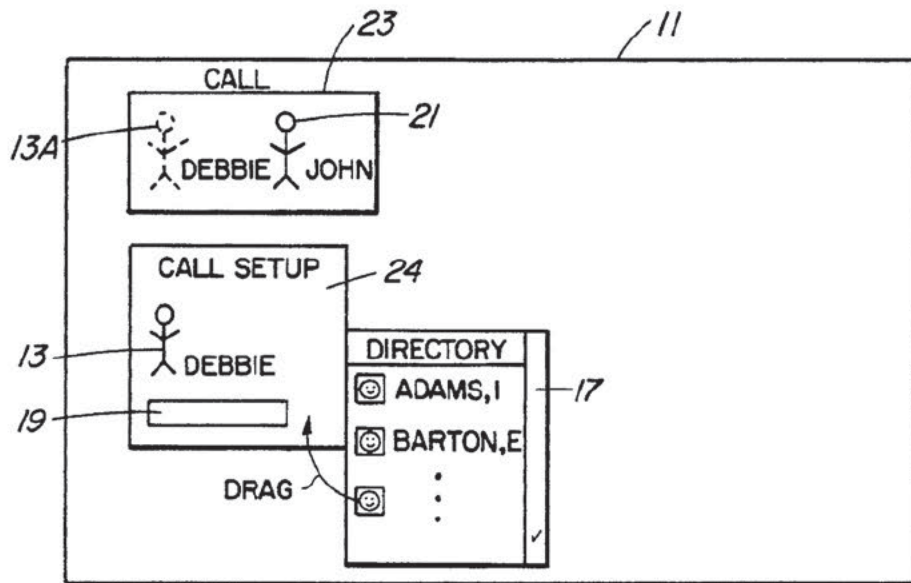 23
11
CALL
13A
21
DEBBIE JOHN
CALL SETUP
24
13
DEBBIE
DIRECTORY
17
ADAMS, I
19
BARTON, E
DRAG